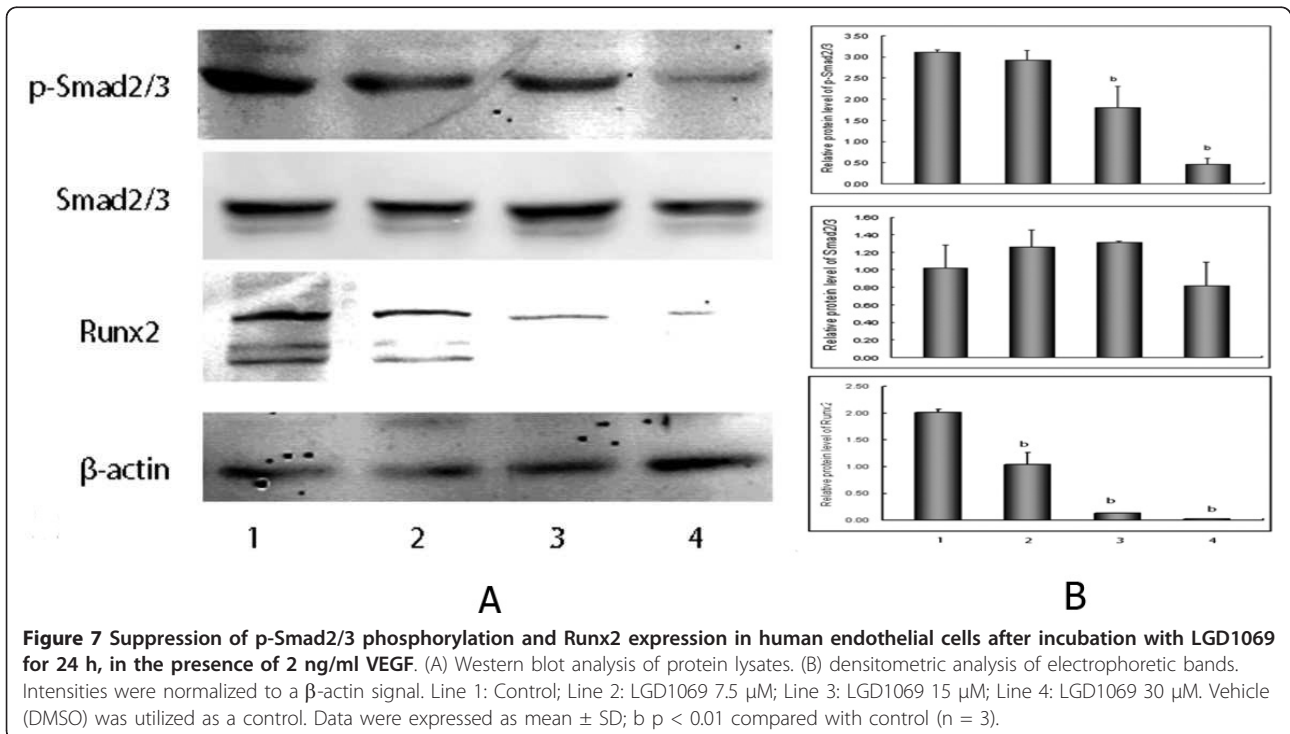 p-Smad2/3
Smad2/3
Runx2
β-actin
1 2 3 4
A
Relative protein level of p-Smad2/3
3.50
3.00
2.50
2.00
1.50
1.00
0.50
0.00
b
b
Relative protein level of Smad2/3
1.60
1.40
1.20
1.00
0.80
0.60
0.40
0.20
0.00
Relative protein level of Runx2
2.50
2.00
1.50
1.00
0.50
0.00
b
b
b
1 2 3 4
B
Figure 7 Suppression of p-Smad2/3 phosphorylation and Runx2 expression in human endothelial cells after incubation with LGD1069
for 24 h, in the presence of 2 ng/ml VEGF. (A) Western blot analysis of protein lysates. (B) densitometric analysis of electrophoretic bands.
Intensities were normalized to a β-actin signal. Line 1: Control; Line 2: LGD1069 7.5 μM; Line 3: LGD1069 15 μM; Line 4: LGD1069 30 μM. Vehicle
(DMSO) was utilized as a control. Data were expressed as mean ± SD; b p < 0.01 compared with control (n = 3).